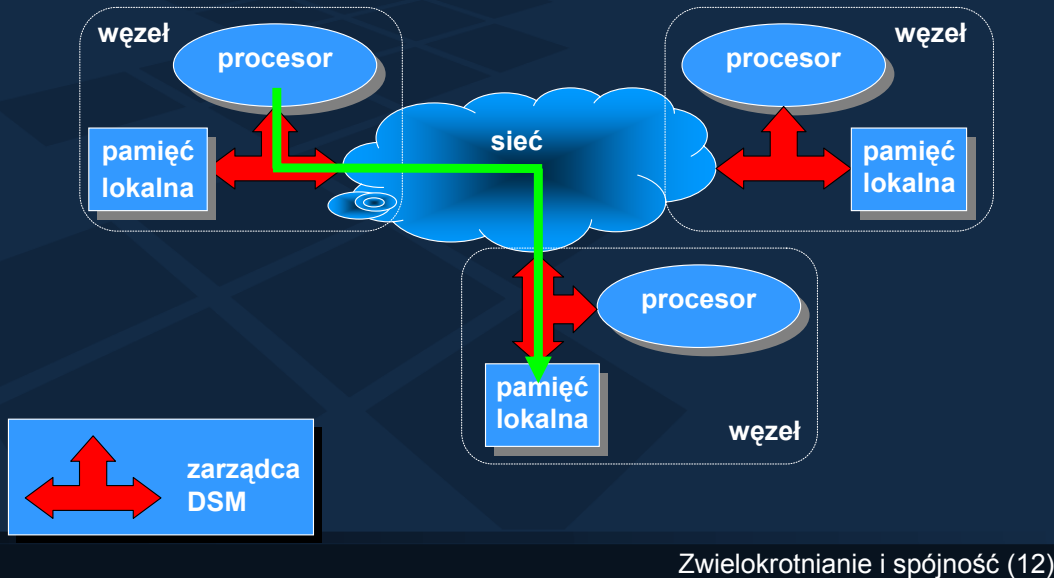 węzeł
procesor
pamięć
lokalna
sieć
procesor
węzeł
pamięć
lokalna
procesor
pamięć
lokalna
węzeł
zarządca
DSM
Zwielokrotnianie i spójność (12)